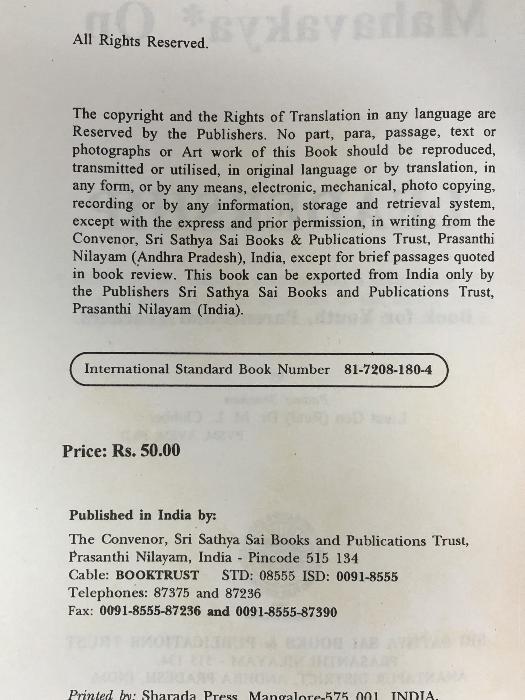 All Rights Reserved.
The copyright and the Rights of Translation in any language are
Reserved by the Publishers. No part, para, passage, text or
photographs or Art work of this Book should be reproduced,
transmitted or utilised, in original language or by translation, in
any form, or by any means, electronic, mechanical, photo copying,
recording or by any information, storage and retrieval system,
except with the express and prior permission, in writing from the
Convenor, Sri Sathya Sai Books & Publications Trust, Prasanthi
Nilayam (Andhra Pradesh), India, except for brief passages quoted
in book review. This book can be exported from India only by
the Publishers Sri Sathya Sai Books and Publications Trust,
Prasanthi Nilayam (India).
International Standard Book Number 81-7208-180-4
Price: Rs. 50.00
Published in India by:
The Convenor, Sri Sathya Sai Books and Publications Trust,
Prasanthi Nilayam, India - Pincode 515 134
Cable: BOOKTRUST STD: 08555 ISD: 0091-8555
Telephones: 87375 and 87236
Fax: 0091-8555-87236 and 0091-8555-87390
Printed by: Sharada Press, Mangalore-575 001, INDIA.